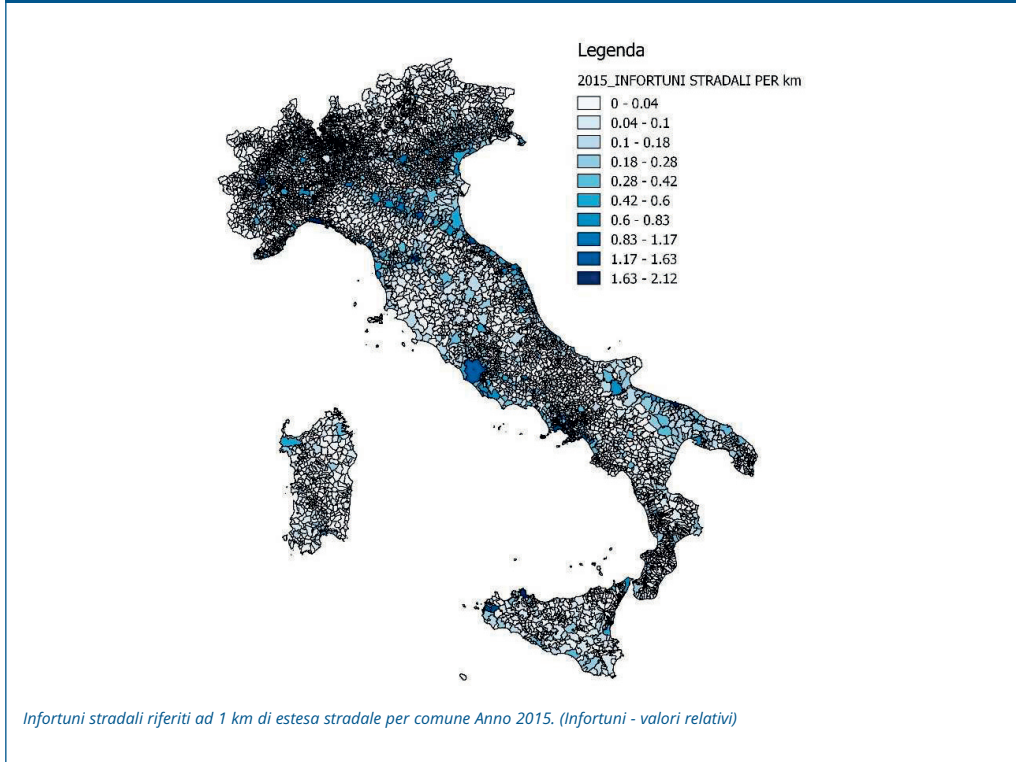 Legenda
2015_INFORTUNI STRADALI PER km
0 - 0.04
0.04 - 0.1
0.1 - 0.18
0.18 - 0.28
0.28 - 0.42
0.42 - 0.6
0.6 - 0.83
0.83 - 1.17
1.17 - 1.63
1.63 - 2.12
Infortuni stradali riferiti ad 1 km di estesa stradale per comune Anno 2015. (Infortuni - valori relativi)